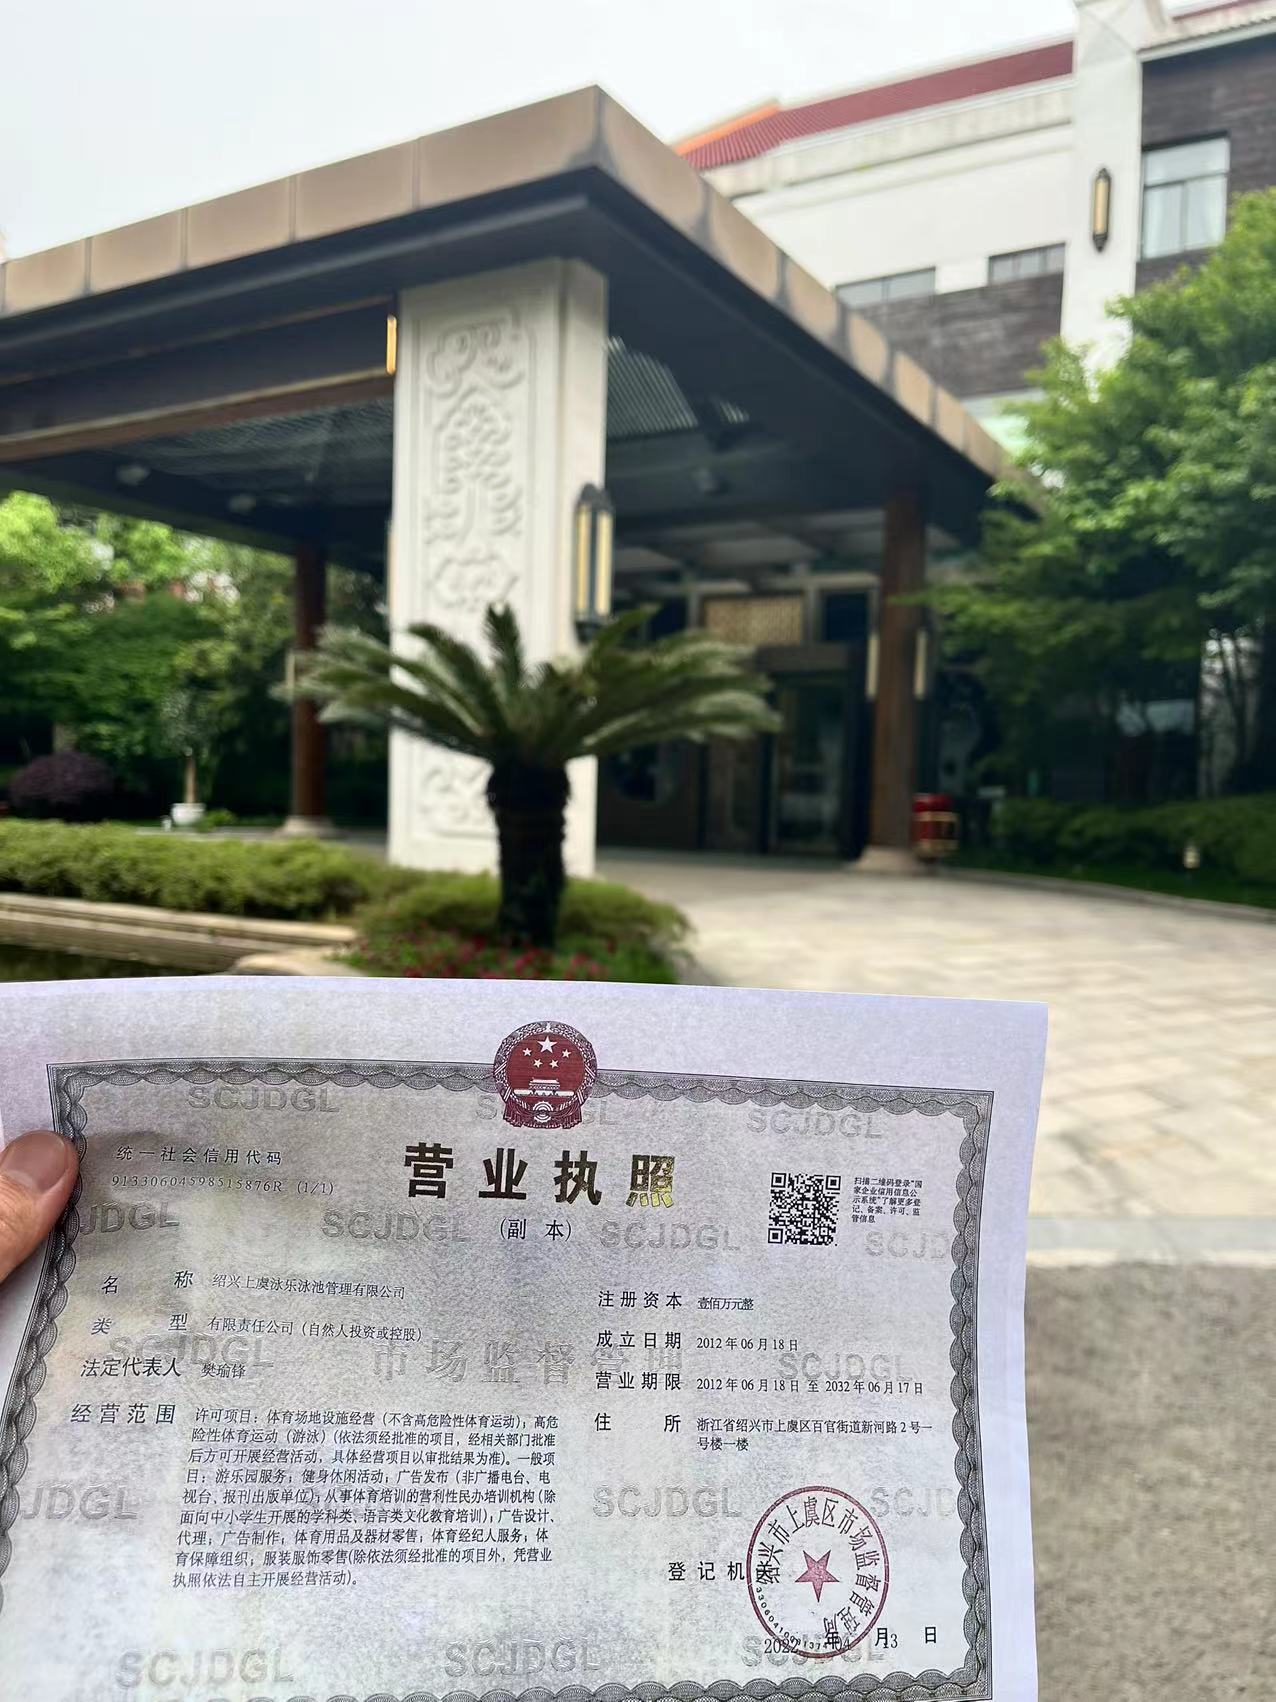 统一社会信用代码
91330604598515876R (1/1)
营业执照
(副 本)
扫描二维码登录“国
家企业信用信息公
示系统”了解更多登
记、备案、许可、监
管信息
名 称 绍兴上虞泳乐泳池管理有限公司
类 型 有限责任公司(自然人投资或控股)
法定代表人 樊瑜锋
经营范围 许可项目：体育场地设施经营（不含高危险性体育运动）；高危
险性体育运动（游泳）（依法须经批准的项目，经相关部门批准
后方可开展经营活动，具体经营项目以审批结果为准）。一般项
目：游乐园服务；健身休闲活动；广告发布（非广播电台、电
视台、报刊出版单位）；从事体育培训的营利性民办培训机构（除
面向中小学生开展的学科类、语言类文化教育培训）；广告设计、
代理；广告制作；体育用品及器材零售；体育经纪人服务；体
育保障组织；服装服饰零售(除依法须经批准的项目外，凭营业
执照依法自主开展经营活动)。
注册资本 壹佰万元整
成立日期 2012年06月18日
营业期限 2012年06月18日 至 2032年06月17日
住 所 浙江省绍兴市上虞区百官街道新河路2号一
号楼一楼
登记机关
绍兴市上虞区市场监督管理局
2022年04月13日
SCJDGL
市场监督管理